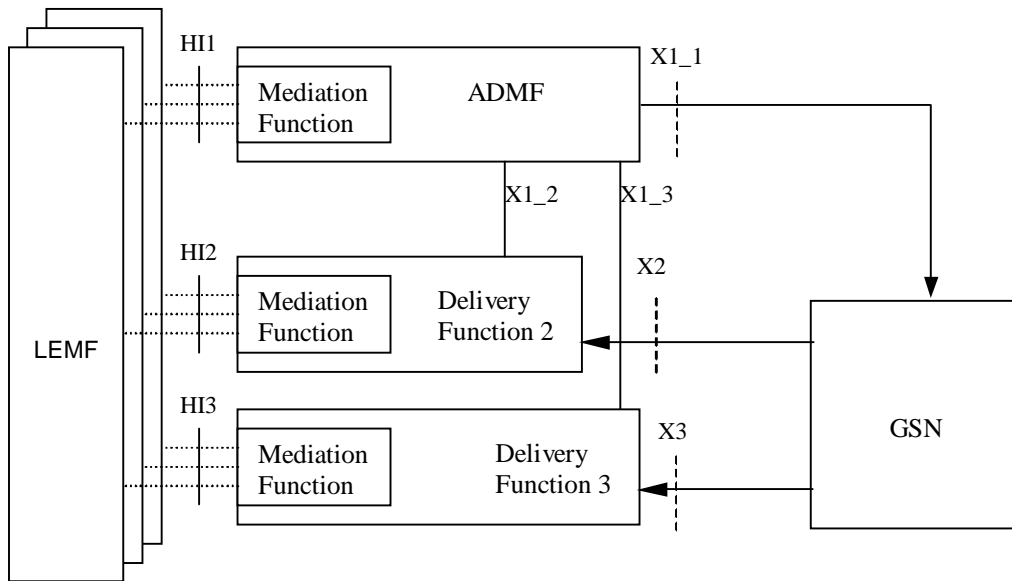 HI1
Mediation
Function
ADMF
X1_1
X1_2
X1_3
HI2
Mediation
Function
Delivery
Function 2
X2
LEMF
GSN
HI3
Mediation
Function
Delivery
Function 3
X3